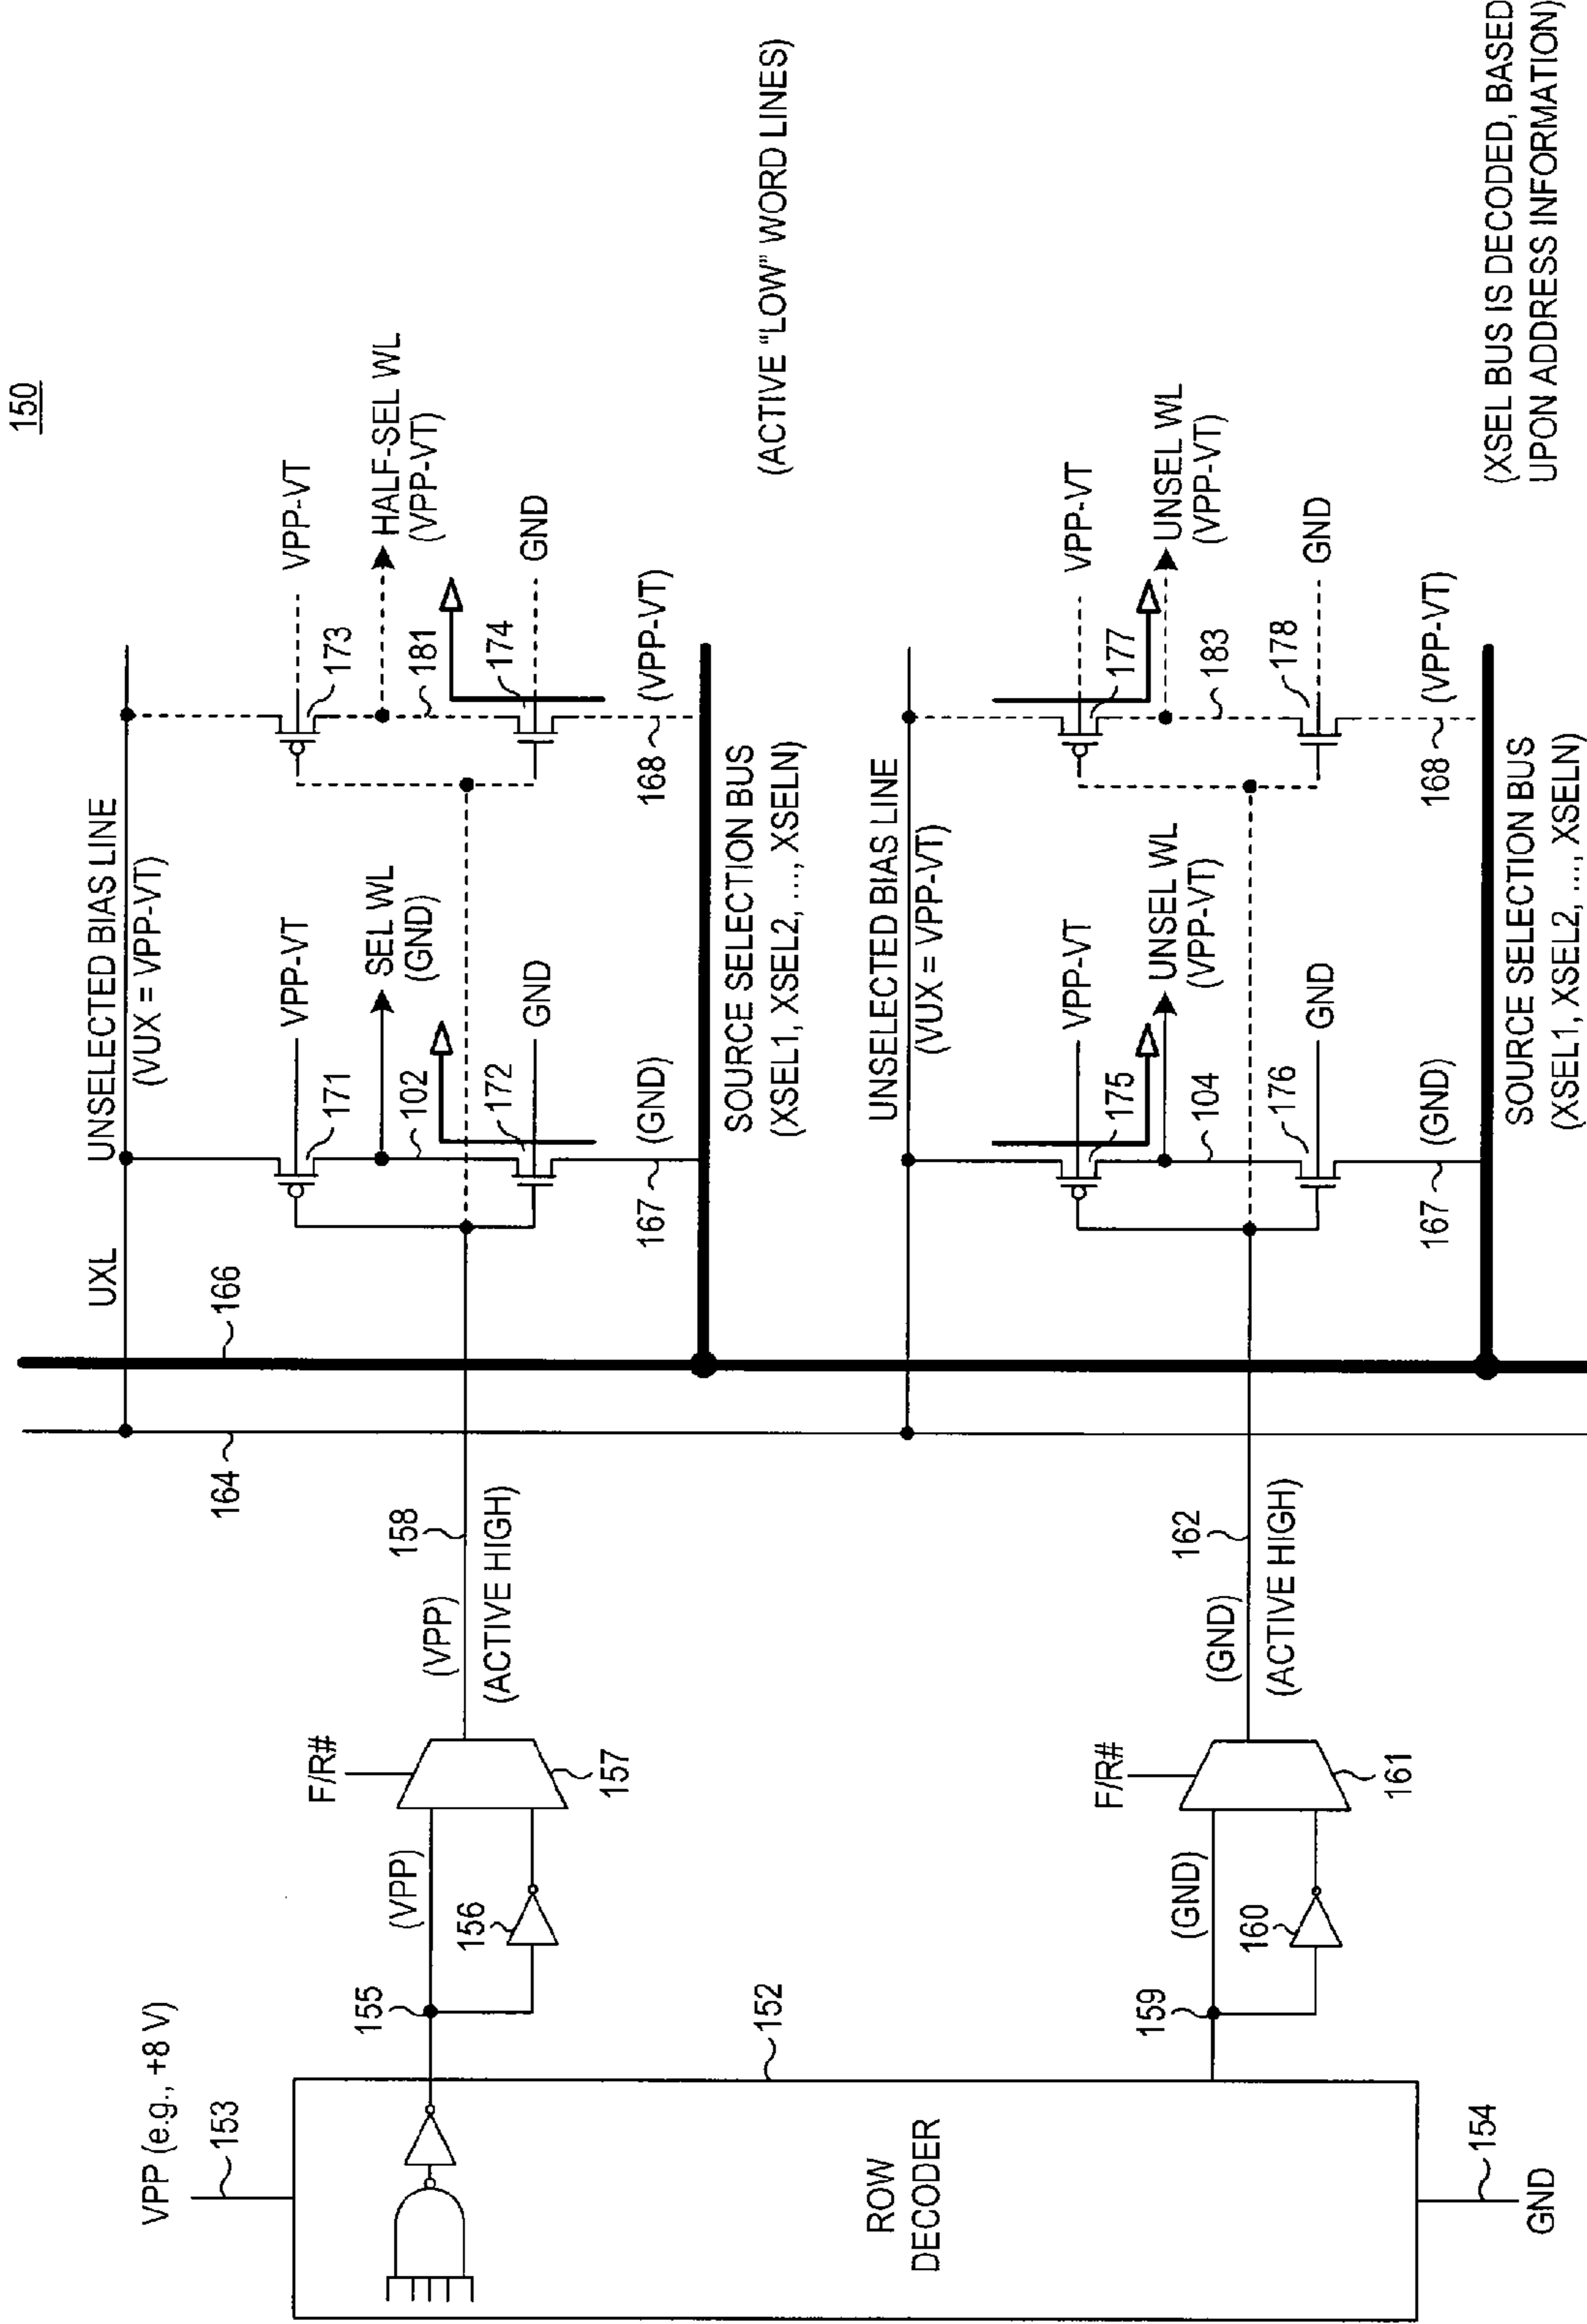 150
VPP (e.g., +8 V)
153
ROW
DECODER
152
154
GND
155
(VPP)
156
F/R#
157
(VPP)
158
(ACTIVE HIGH)
159
(GND)
160
F/R#
161
(GND)
162
(ACTIVE HIGH)
164
166
UXL
UNSELECTED BIAS LINE
(VUX = VPP-VT)
VPP-VT
171
SEL WL
(GND)
102
172
GND
167
(GND)
VPP-VT
173
HALF-SEL WL
(VPP-VT)
181
174
GND
168
(VPP-VT)
SOURCE SELECTION BUS
(XSEL1, XSEL2, ..., XSELN)
(ACTIVE "LOW" WORD LINES)
UNSELECTED BIAS LINE
(VUX = VPP-VT)
VPP-VT
175
UNSEL WL
(VPP-VT)
104
176
GND
167
(GND)
VPP-VT
177
UNSEL WL
(VPP-VT)
183
178
GND
168
(VPP-VT)
SOURCE SELECTION BUS
(XSEL1, XSEL2, ..., XSELN)
(XSEL BUS IS DECODED, BASED
UPON ADDRESS INFORMATION)